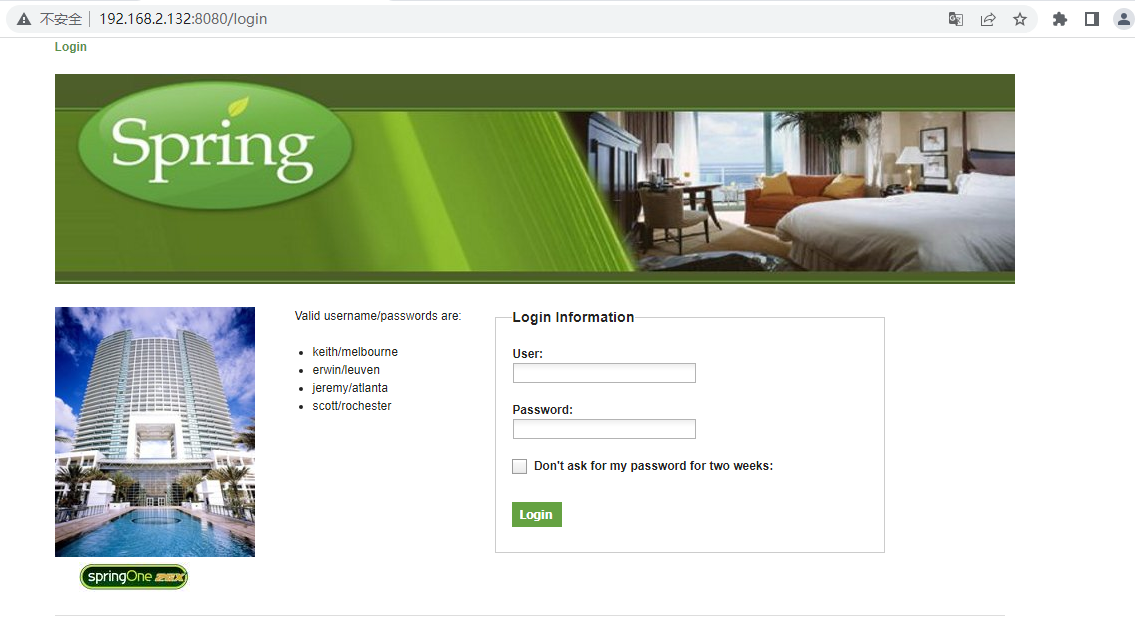 不安全 192.168.2.132:8080/login
Login
Spring
Valid username/passwords are:
keith/melbourne
erwin/leuven
jeremy/atlanta
scott/rochester
Login Information
User:
Password:
Don't ask for my password for two weeks:
Login
springOne 2GX